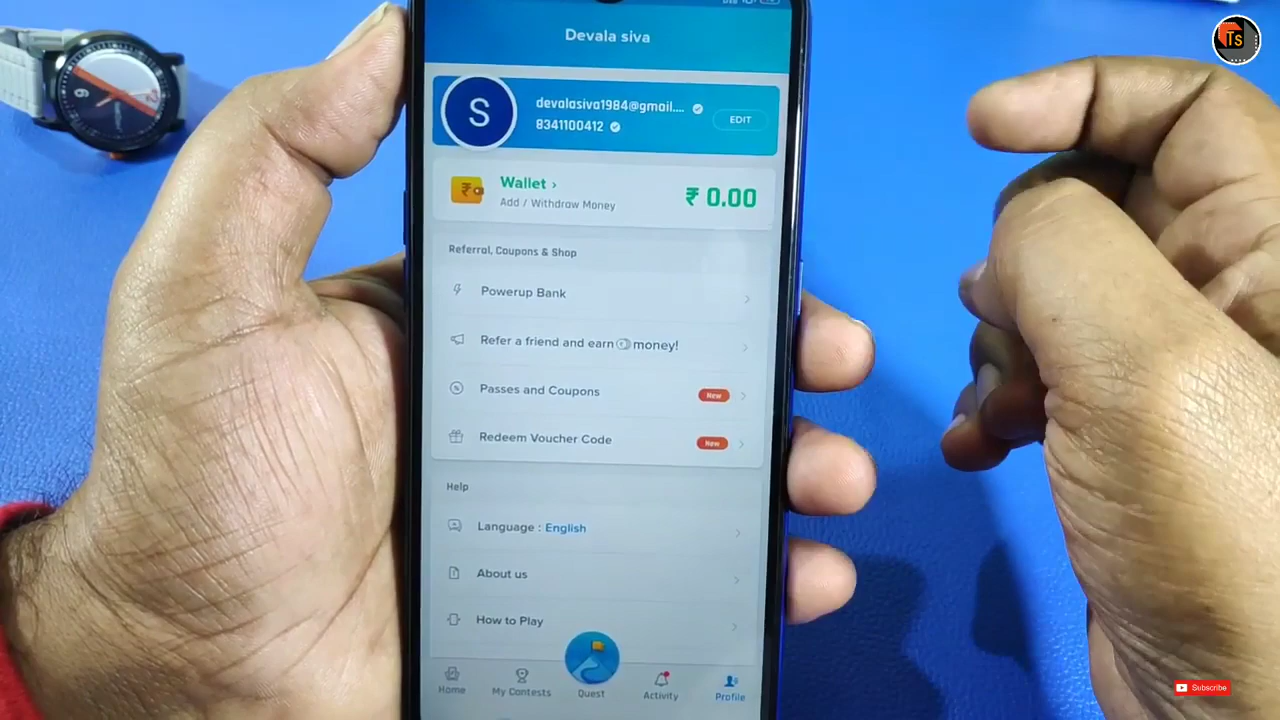 Devala siva
devalasiva1984@gmail....
8341100412
EDIT
Wallet ›
Add / Withdraw Money
₹ 0.00
Referral, Coupons & Shop
Powerup Bank
Refer a friend and earn money!
Passes and Coupons
New
Redeem Voucher Code
New
Help
Language : English
About us
How to Play
Home
My Contests
Quest
Activity
Profile
Ts
Subscribe